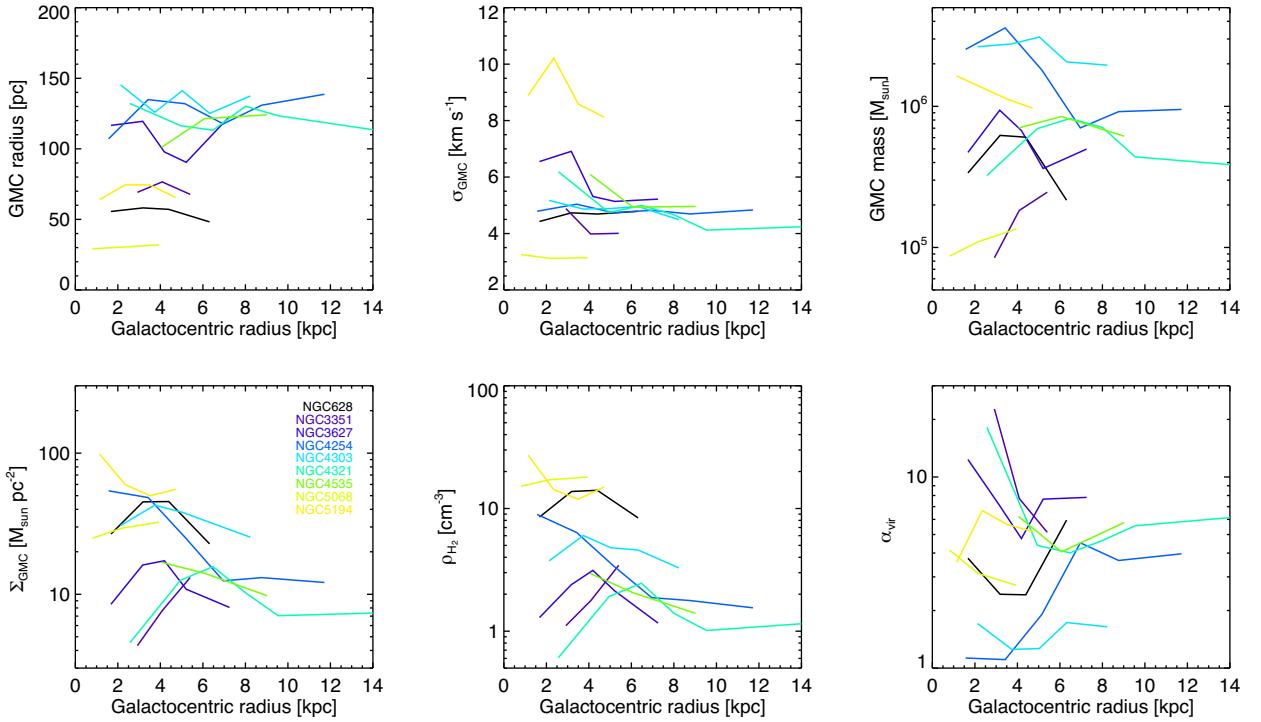 200
150
100
50
0
GMC radius [pc]
0 2 4 6 8 10 12 14
Galactocentric radius [kpc]
12
10
8
6
4
2
σGMC [km s-1]
0 2 4 6 8 10 12 14
Galactocentric radius [kpc]
10^6
10^5
GMC mass [Msun]
0 2 4 6 8 10 12 14
Galactocentric radius [kpc]
100
10
ΣGMC [Msun pc-2]
NGC628
NGC3351
NGC3627
NGC4254
NGC4303
NGC4321
NGC4535
NGC5068
NGC5194
0 2 4 6 8 10 12 14
Galactocentric radius [kpc]
100
10
1
ρH2 [cm-3]
0 2 4 6 8 10 12 14
Galactocentric radius [kpc]
10
1
αvir
0 2 4 6 8 10 12 14
Galactocentric radius [kpc]